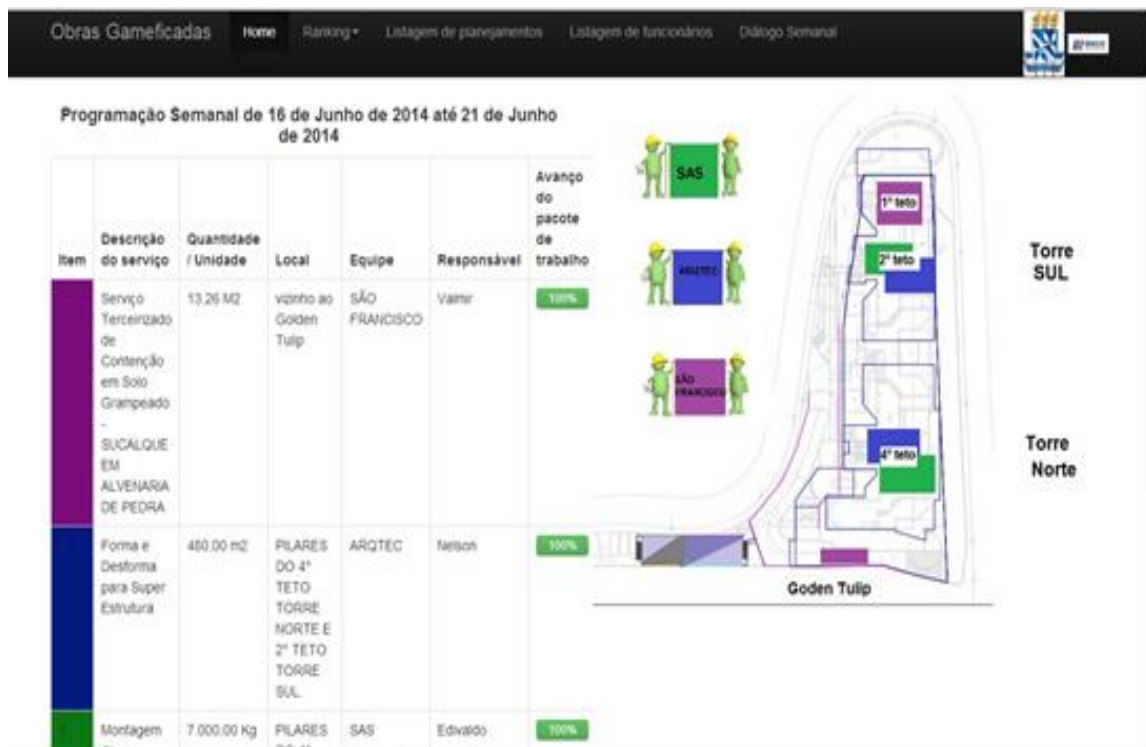 Obras Gameficadas Home Ranking Listagem de planejamentos Listagem de funcionários Diálogo Semanal
Programação Semanal de 16 de Junho de 2014 até 21 de Junho
de 2014
Item
Descrição
do serviço
Quantidade
/ Unidade
Local
Equipe
Responsável
Avanço
do
pacote
de
trabalho
Serviço
Terceirizado
de
Contenção
em Solo
Grampeado
-
SUCALQUE
EM
ALVENARIA
DE PEDRA
13,26 M2
vizinho ao
Golden
Tulip
SÃO
FRANCISCO
Valmir
100%
Forma e
Desforma
para Super
Estrutura
480.00 m2
PILARES
DO 4°
TETO
TORRE
NORTE E
2° TETO
TORRE
SUL
ARQTEC
Nelson
100%
Montagem
7.000.00 Kg
PILARES
DO 4°
SAS
Edivaldo
100%
SAS
ARQTEC
SÃO
FRANCISCO
1° teto
2° teto
4° teto
Torre
SUL
Torre
Norte
Goden Tulip